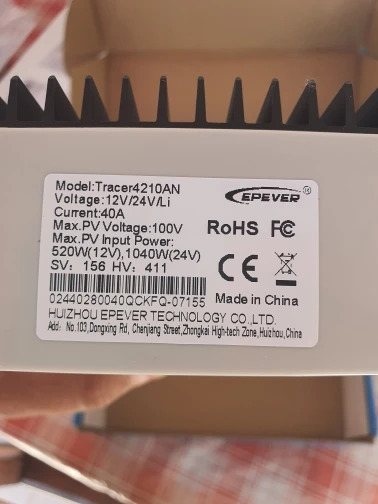 Model:Tracer4210AN
Voltage:12V/24V/Li
Current:40A
Max.PV Voltage:100V
Max.PV Input Power:
520W(12V),1040W(24V)
SV: 156 HV: 411
EPEVER®
RoHS FC
CE
02440280040QCKFQ-07155
Made in China
HUIZHOU EPEVER TECHNOLOGY CO.,LTD.
Add: No.103,Dongxing Rd, Chenjiang Street,Zhongkai High-tech Zone,Huizhou,China